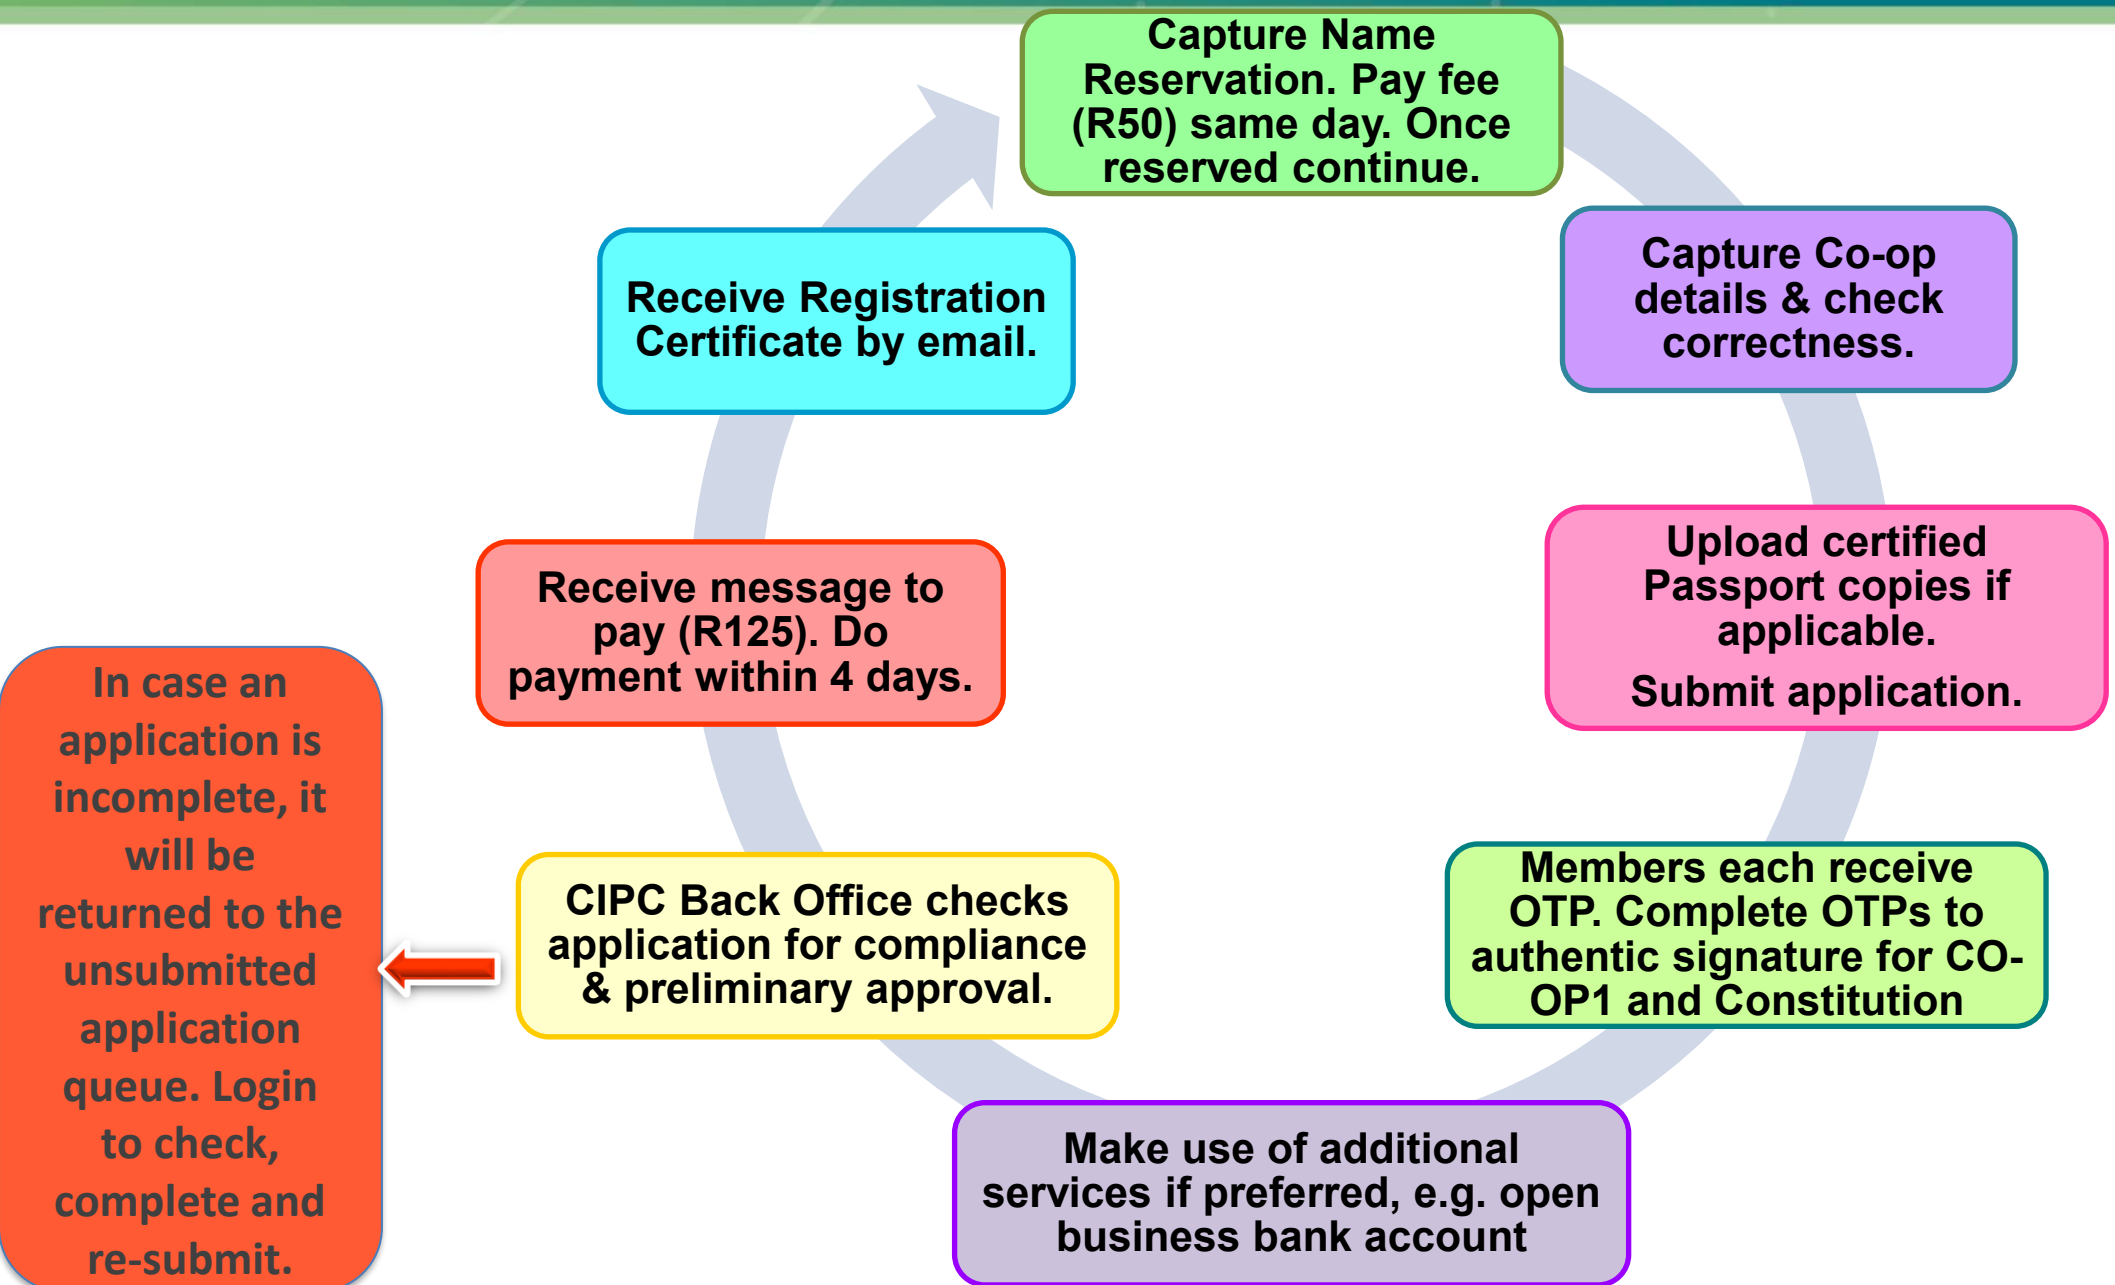 Capture Name
Reservation. Pay fee
(R50) same day. Once
reserved continue.
Capture Co-op
details & check
correctness.
Upload certified
Passport copies if
applicable.
Submit application.
Members each receive
OTP. Complete OTPs to
authentic signature for CO-
OP1 and Constitution
Make use of additional
services if preferred, e.g. open
business bank account
CIPC Back Office checks
application for compliance
& preliminary approval.
In case an
application is
incomplete, it
will be
returned to the
unsubmitted
application
queue. Login
to check,
complete and
re-submit.
Receive message to
pay (R125). Do
payment within 4 days.
Receive Registration
Certificate by email.